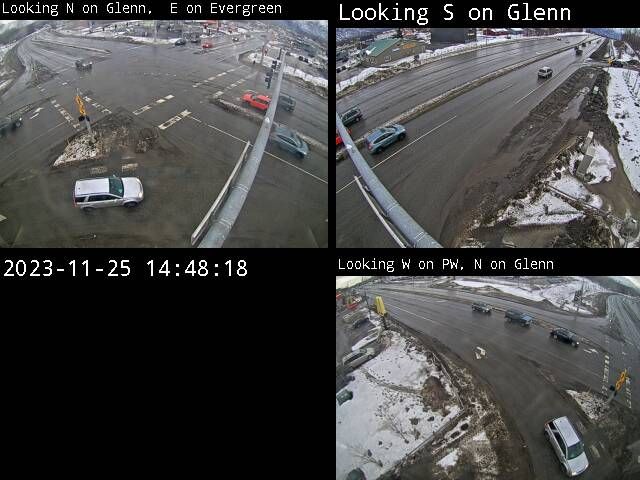 Looking N on Glenn,  E on Evergreen
Looking S on Glenn
2023-11-25 14:48:18
Looking W on PW, N on Glenn